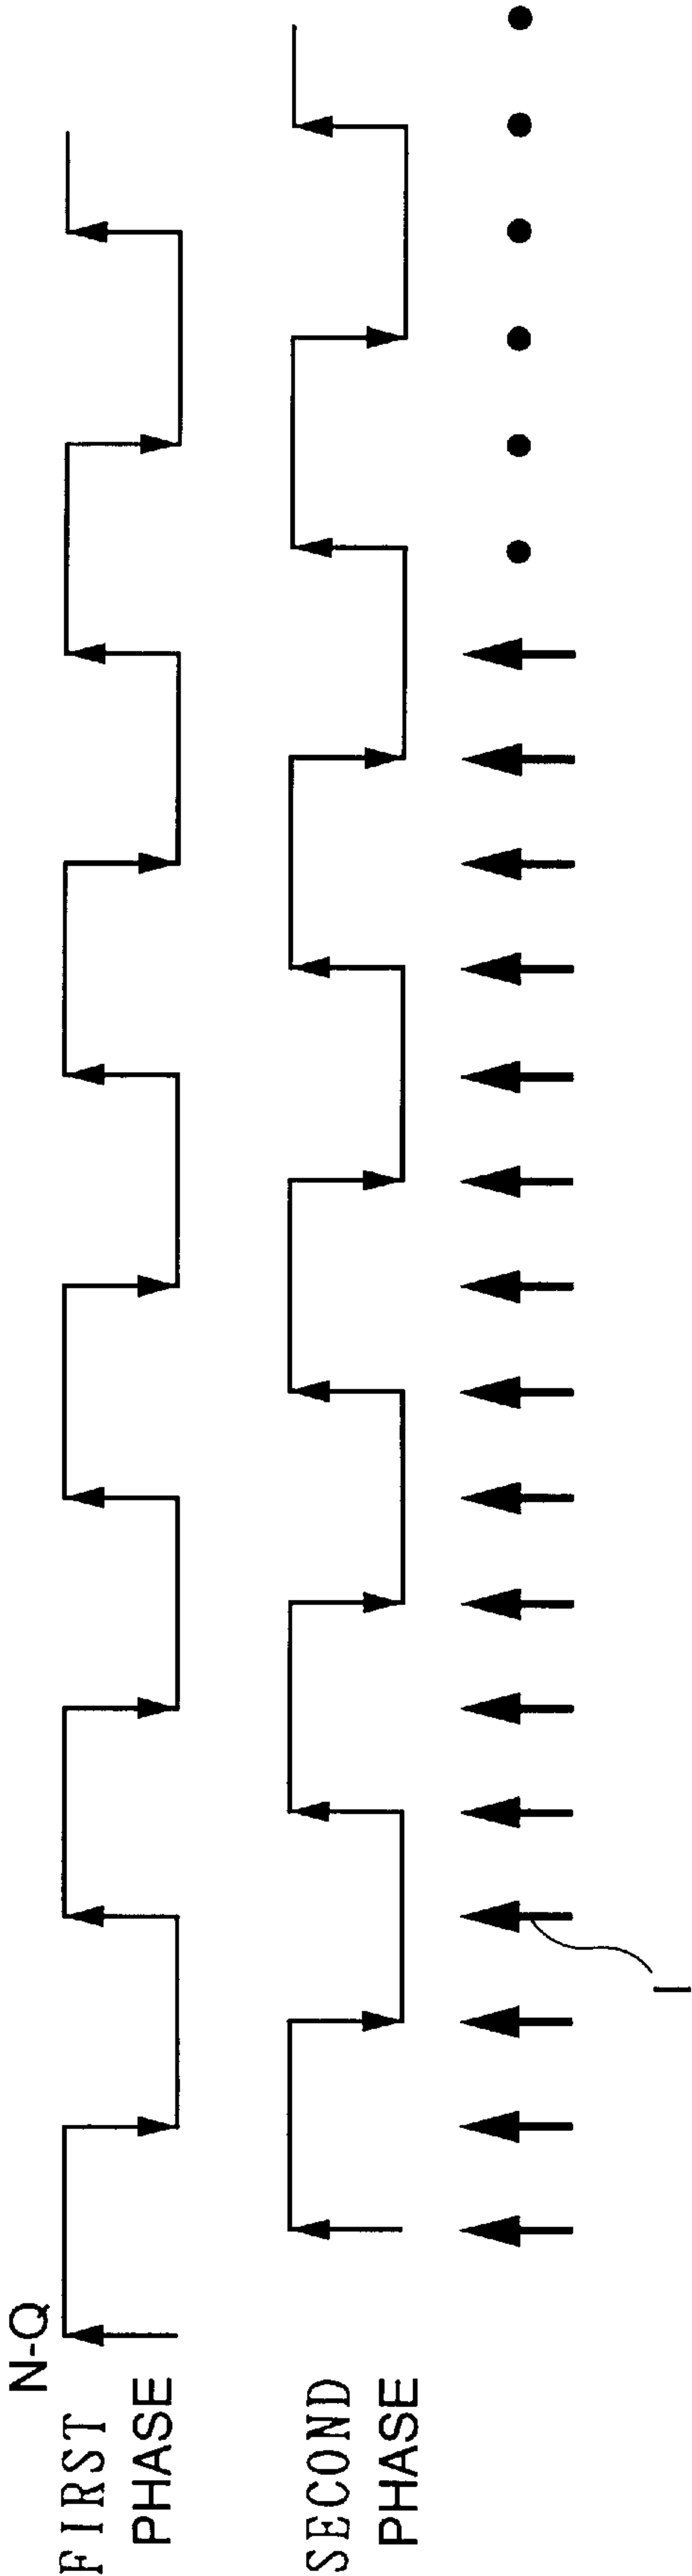 N-Q
FIRST
PHASE
SECOND
PHASE
I